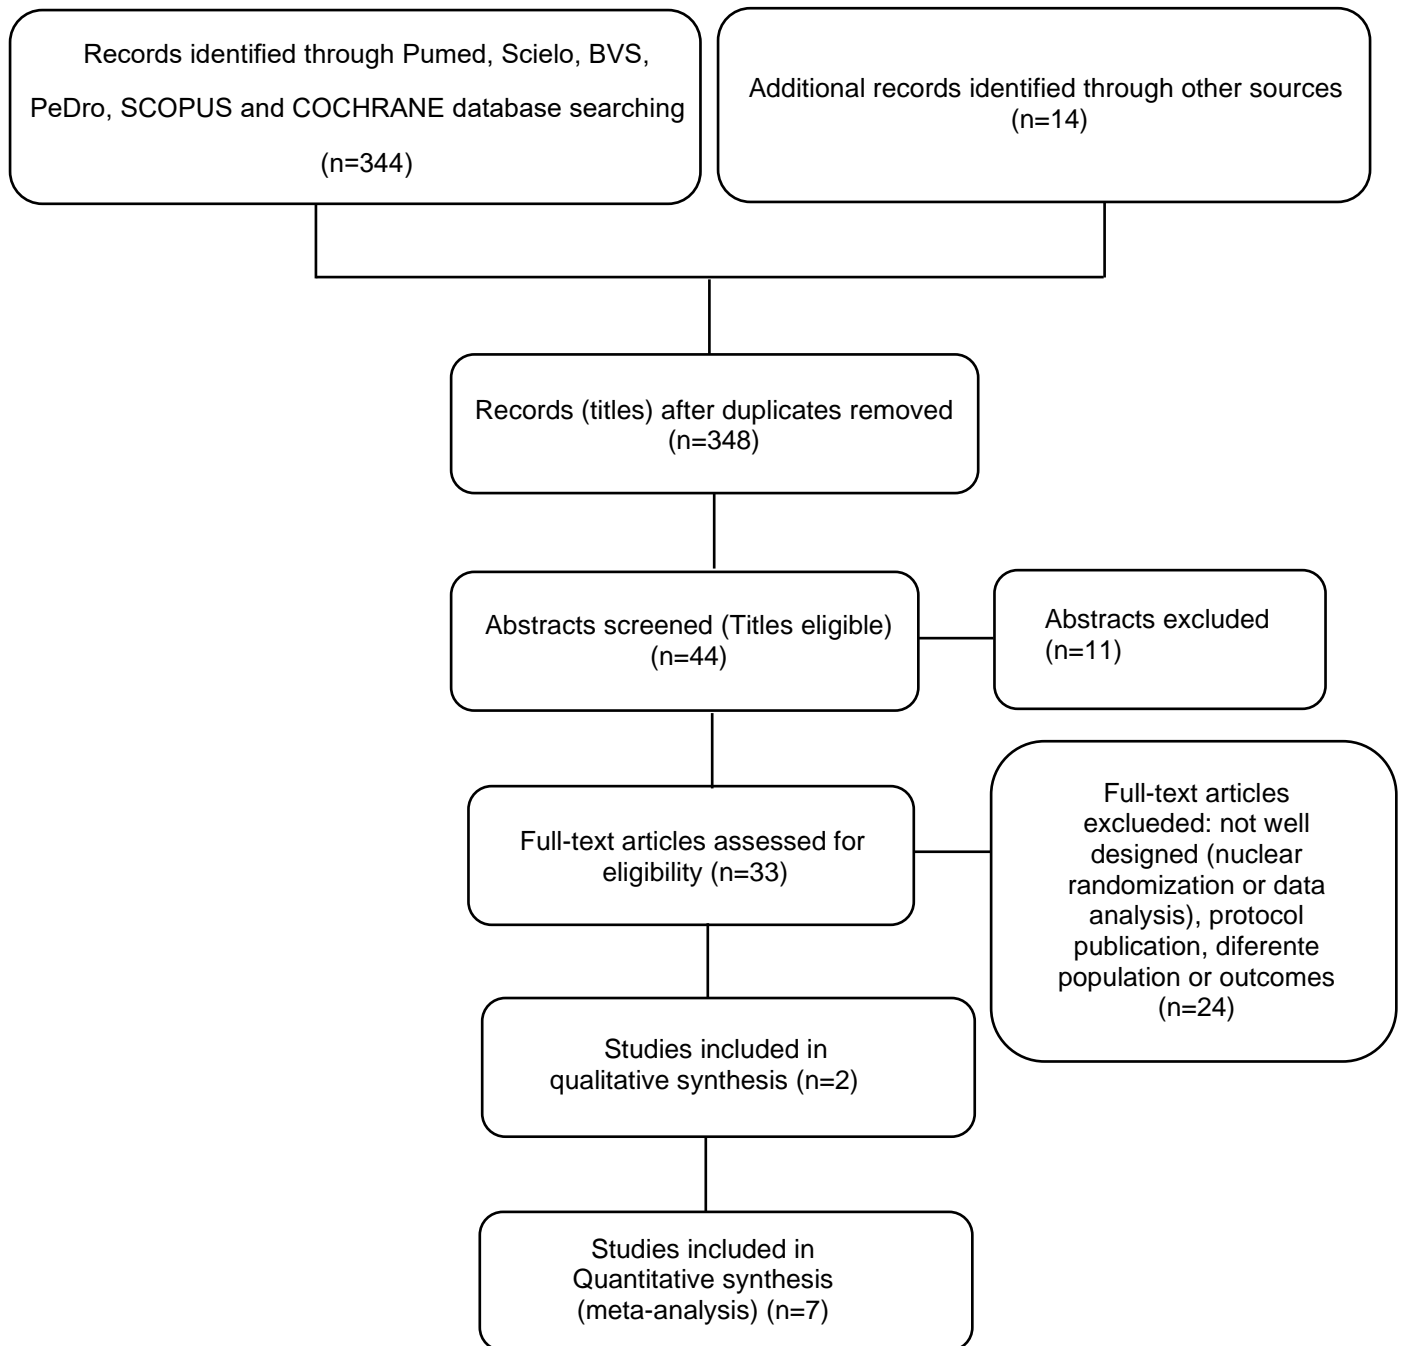 Records identified through Pumed, Scielo, BVS,
PeDro, SCOPUS and COCHRANE database searching
(n=344)
Additional records identified through other sources
(n=14)
Records (titles) after duplicates removed
(n=348)
Abstracts screened (Titles eligible)
(n=44)
Abstracts excluded
(n=11)
Full-text articles assessed for
eligibility (n=33)
Full-text articles
exclueded: not well
designed (nuclear
randomization or data
analysis), protocol
publication, diferente
population or outcomes
(n=24)
Studies included in
qualitative synthesis (n=2)
Studies included in
Quantitative synthesis
(meta-analysis) (n=7)